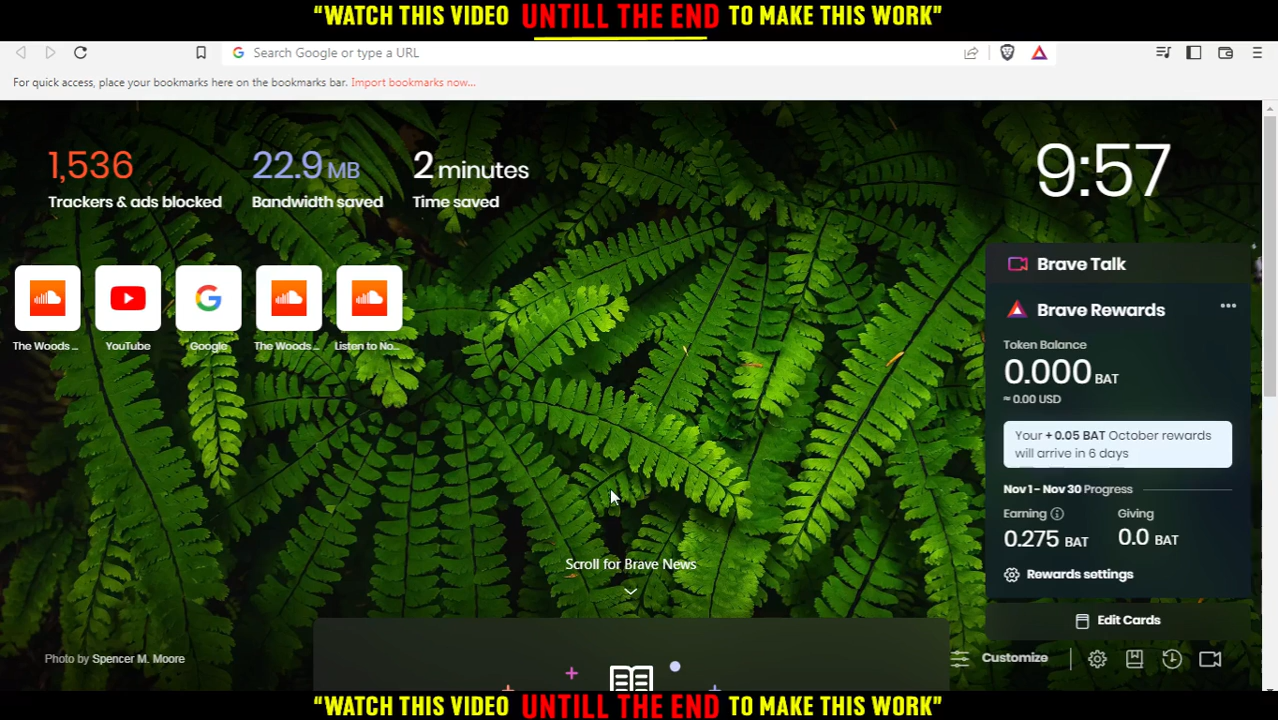 “WATCH THIS VIDEO UNTILL THE END TO MAKE THIS WORK”
Search Google or type a URL
For quick access, place your bookmarks here on the bookmarks bar. Import bookmarks now...
1,536
Trackers & ads blocked
22.9 MB
Bandwidth saved
2 minutes
Time saved
9:57
The Woods ...
YouTube
Google
The Woods ...
Listen to No...
Brave Talk
Brave Rewards
Token Balance
0.000 BAT
≈ 0.00 USD
Your +0.05 BAT October rewards
will arrive in 6 days
Nov 1 - Nov 30 Progress
Earning
0.275 BAT
Giving
0.0 BAT
Rewards settings
Edit Cards
Scroll for Brave News
Photo by Spencer M. Moore
Customize
“WATCH THIS VIDEO UNTILL THE END TO MAKE THIS WORK”